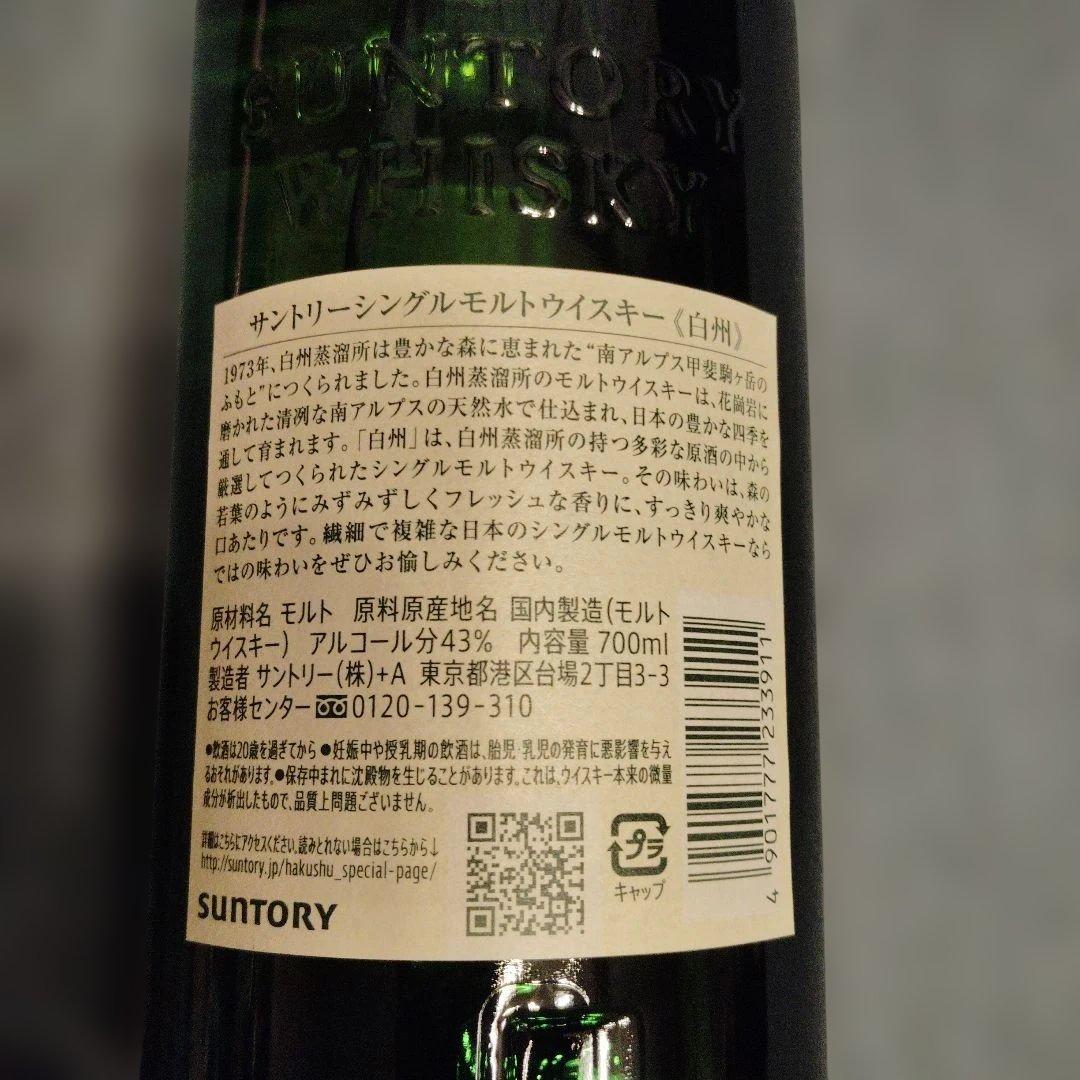 SUNTORY
WHISKY
サントリーシングルモルトウイスキー《白州》
1973年、白州蒸溜所は豊かな森に恵まれた“南アルプス甲斐駒ヶ岳の
ふもと”につくられました。白州蒸溜所のモルトウイスキーは、花崗岩に
磨かれた清冽な南アルプスの天然水で仕込まれ、日本の豊かな四季を
通して育まれます。「白州」は、白州蒸溜所の持つ多彩な原酒の中から
厳選してつくられたシングルモルトウイスキー。その味わいは、森の
若葉のようにみずみずしくフレッシュな香りに、すっきり爽やかな
口あたりです。繊細で複雑な日本のシングルモルトウイスキーなら
ではの味わいをぜひお愉しみください。
原材料名 モルト 原料原産地名 国内製造(モルト
ウイスキー) アルコール分43% 内容量 700ml
製造者 サントリー(株)+A 東京都港区台場2丁目3-3
お客様センター 0120-139-310
●飲酒は20歳を過ぎてから ●妊娠中や授乳期の飲酒は、胎児・乳児の発育に悪影響を与え
るおそれがあります。●保存中まれに沈殿物を生じることがあります。これは、ウイスキー本来の微量
成分が析出したもので、品質上問題ございません。
詳細はこちらにアクセスください。読みとれない場合はこちらから↓
http://suntory.jp/hakushu_special-page/
SUNTORY
プラ
キャップ
4 901777 233911